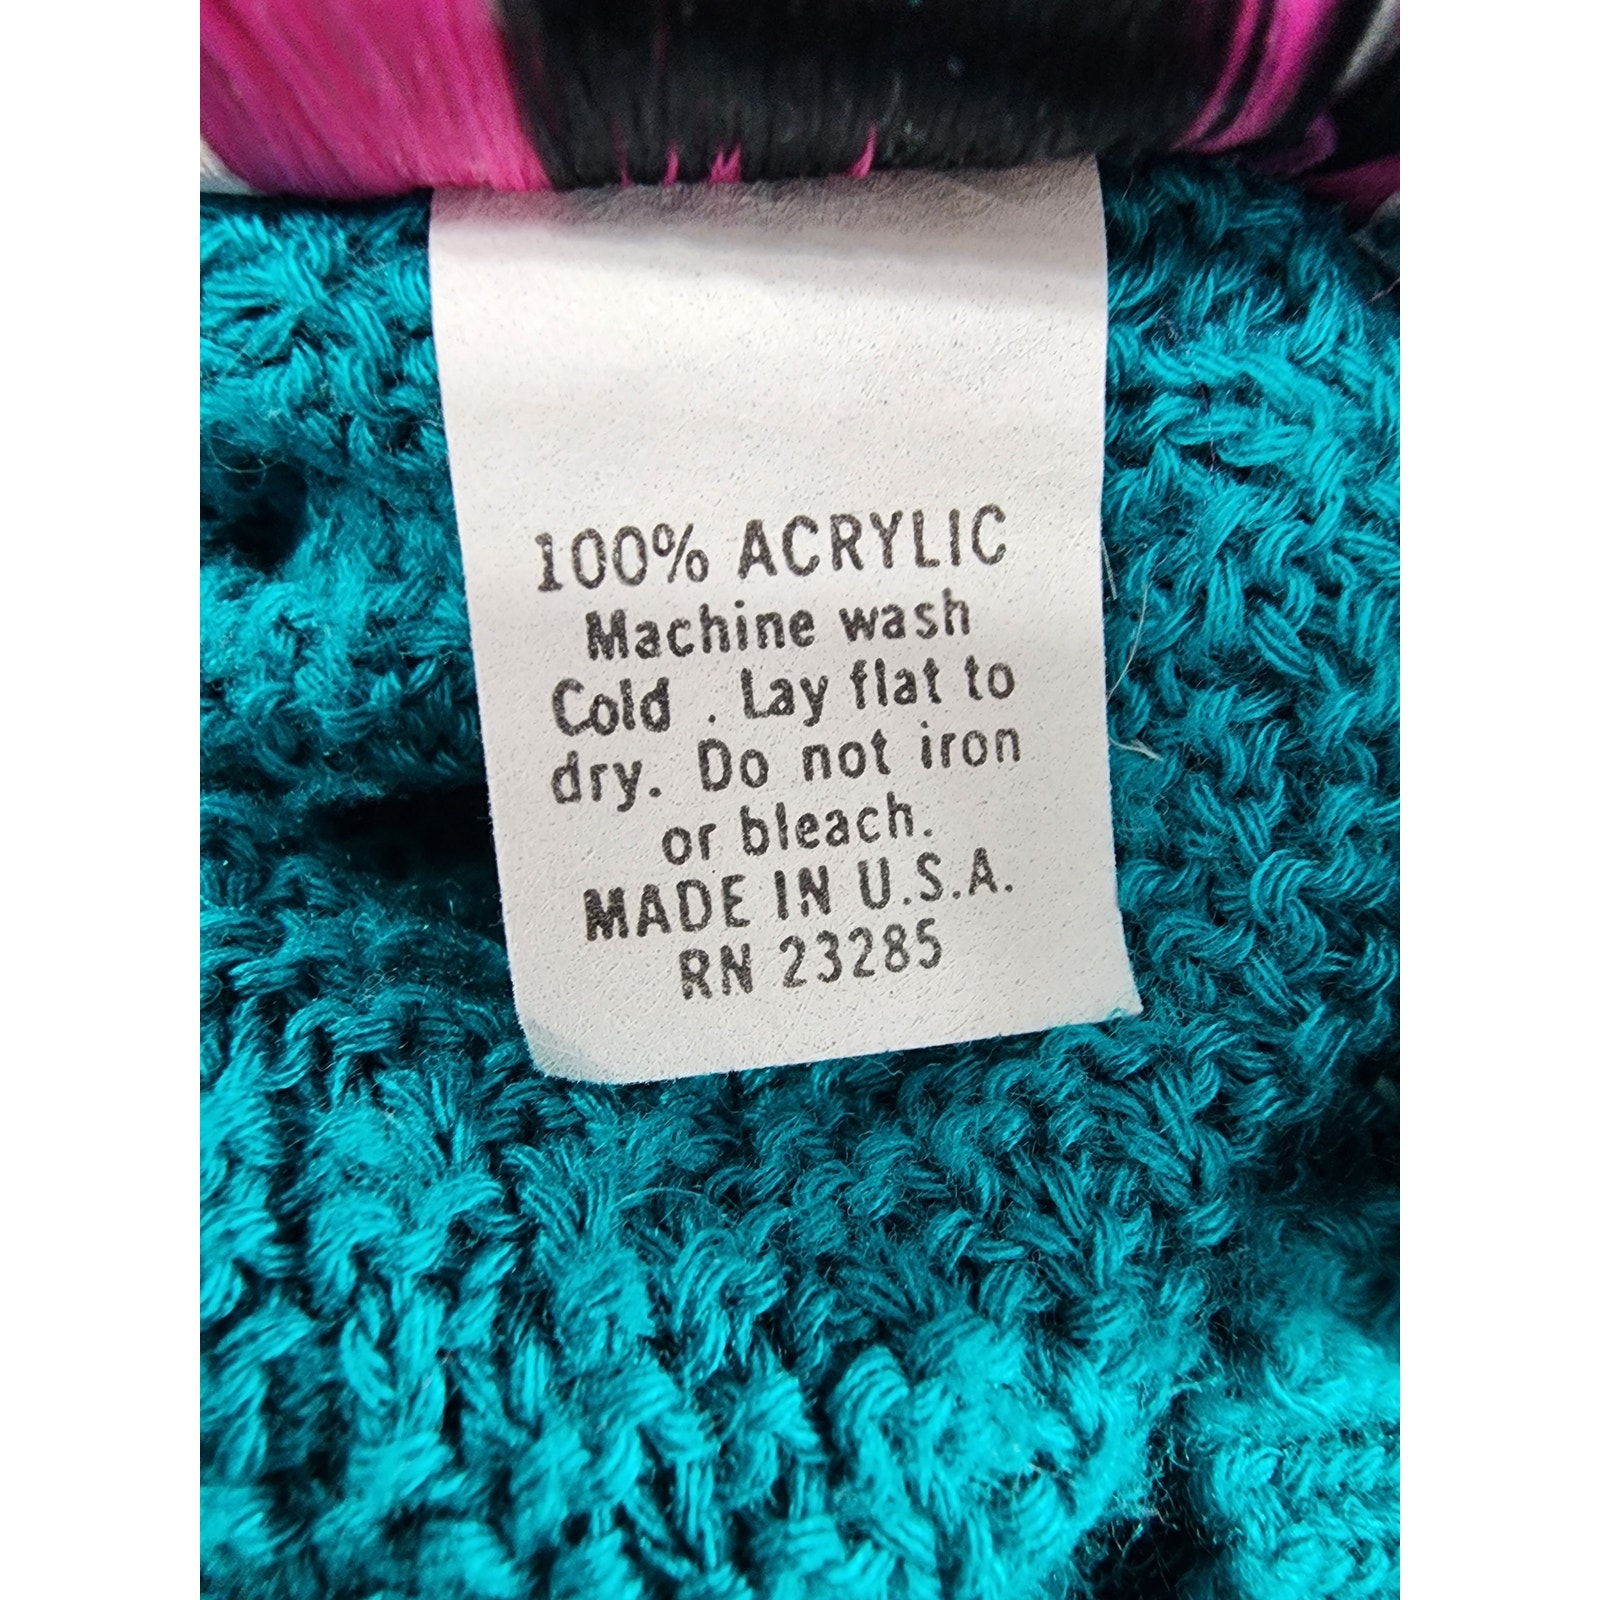 100% ACRYLIC
Machine wash
Cold . Lay flat to
dry. Do not iron
or bleach.
MADE IN U.S.A.
RN 23285